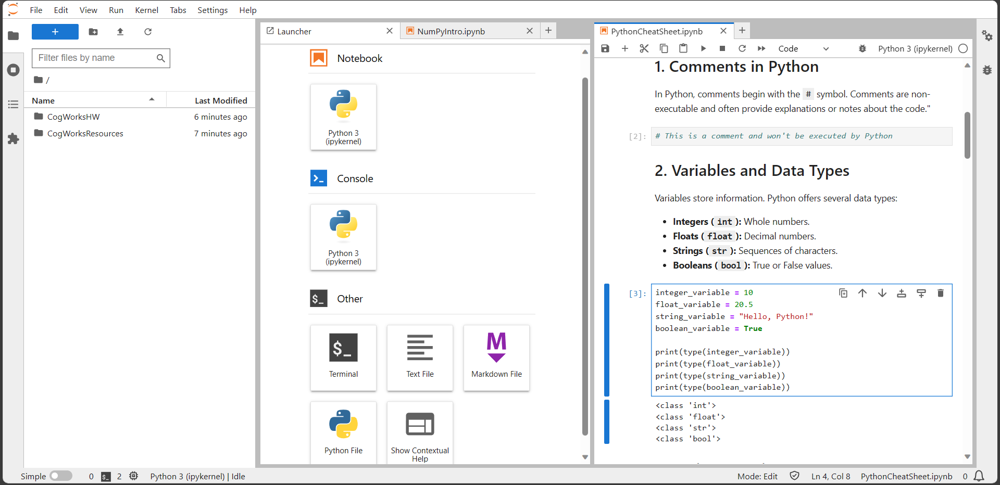 File Edit View Run Kernel Tabs Settings Help
+
Filter files by name
/
Name Last Modified
CogWorksHW 6 minutes ago
CogWorksResources 7 minutes ago
Launcher
NumPyIntro.ipynb
+
Notebook
Python 3
(ipykernel)
Console
Python 3
(ipykernel)
$_ Other
$_
Terminal
Text File
M
Markdown File
Python File
Show Contextual
Help
PythonCheatSheet.ipynb
+
Code Python 3 (ipykernel)
1. Comments in Python
In Python, comments begin with the # symbol. Comments are non-
executable and often provide explanations or notes about the code."
[2]: # This is a comment and won't be executed by Python
2. Variables and Data Types
Variables store information. Python offers several data types:
• Integers ( int ): Whole numbers.
• Floats ( float ): Decimal numbers.
• Strings ( str ): Sequences of characters.
• Booleans ( bool ): True or False values.
[3]: integer_variable = 10
float_variable = 20.5
string_variable = "Hello, Python!"
boolean_variable = True
print(type(integer_variable))
print(type(float_variable))
print(type(string_variable))
print(type(boolean_variable))
<class 'int'>
<class 'float'>
<class 'str'>
<class 'bool'>
Simple 0 $_ 2 Python 3 (ipykernel) | Idle Mode: Edit Ln 4, Col 8 PythonCheatSheet.ipynb 0